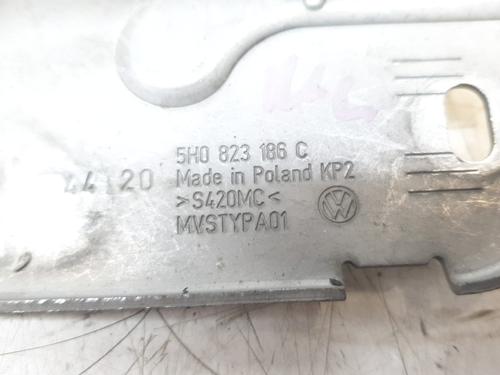 5H0 823 186 C
44 20 Made in Poland KP2
>S420MC<
MVSTYPA01